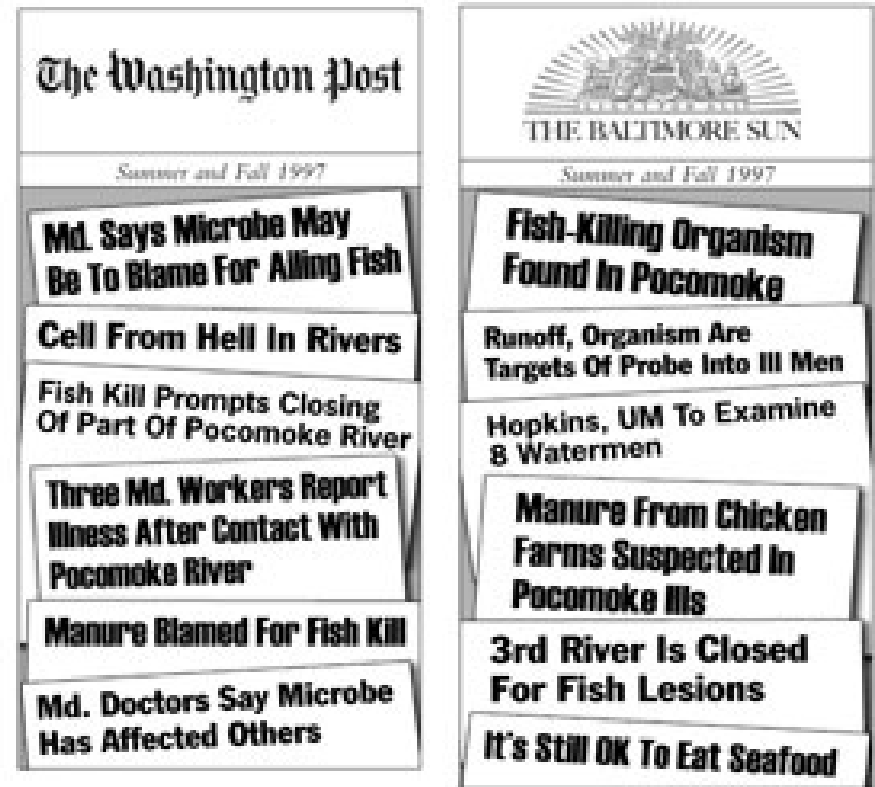 The Washington Post
Summer and Fall 1997
Md. Says Microbe May
Be To Blame For Ailing Fish
Cell From Hell In Rivers
Fish Kill Prompts Closing
Of Part Of Pocomoke River
Three Md. Workers Report
Illness After Contact With
Pocomoke River
Manure Blamed For Fish Kill
Md. Doctors Say Microbe
Has Affected Others
LIGHT FOR ALL
THE BALTIMORE SUN
Summer and Fall 1997
Fish-Killing Organism
Found In Pocomoke
Runoff, Organism Are
Targets Of Probe Into Ill Men
Hopkins, UM To Examine
8 Watermen
Manure From Chicken
Farms Suspected In
Pocomoke Ills
3rd River Is Closed
For Fish Lesions
It's Still OK To Eat Seafood